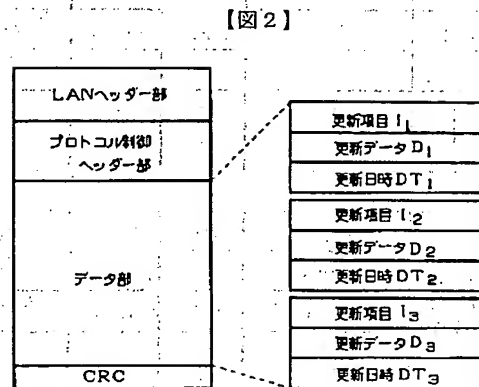 【図2】
LANヘッダー部
プロトコル制御
ヘッダー部
データ部
CRC
更新項目 I1
更新データ D1
更新日時 DT1
更新項目 I2
更新データ D2
更新日時 DT2
更新項目 I3
更新データ D3
更新日時 DT3